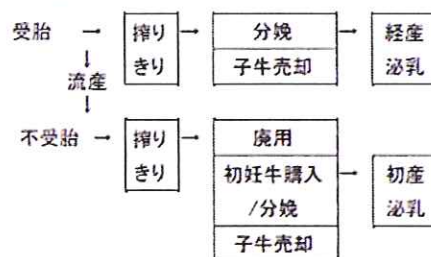 受胎 → 搾りきり → 分娩 → 経産泌乳
子牛売却
↓
流産
↓
不受胎 → 搾りきり → 廃用
初妊牛購入/分娩 → 初産泌乳
子牛売却